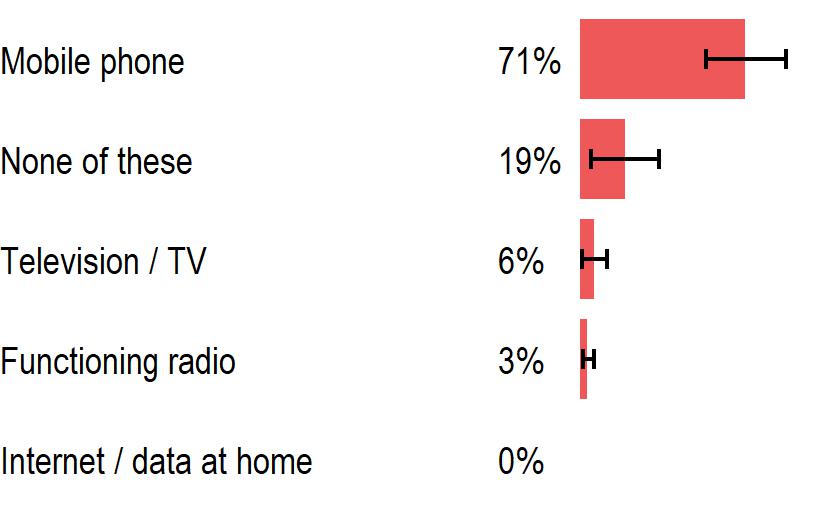 Mobile phone 71%
None of these 19%
Television / TV 6%
Functioning radio 3%
Internet / data at home 0%